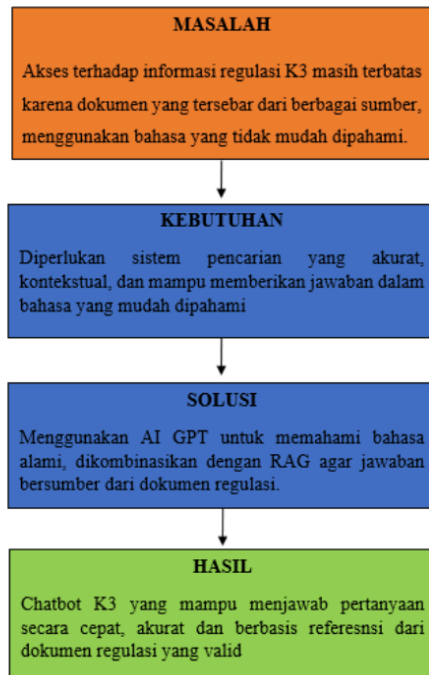 MASALAH
Akses terhadap informasi regulasi K3 masih terbatas
karena dokumen yang tersebar dari berbagai sumber,
menggunakan bahasa yang tidak mudah dipahami.
KEBUTUHAN
Diperlukan sistem pencarian yang akurat,
kontekstual, dan mampu memberikan jawaban dalam
bahasa yang mudah dipahami
SOLUSI
Menggunakan AI GPT untuk memahami bahasa
alami, dikombinasikan dengan RAG agar jawaban
bersumber dari dokumen regulasi.
HASIL
Chatbot K3 yang mampu menjawab pertanyaan
secara cepat, akurat dan berbasis referesnsi dari
dokumen regulasi yang valid